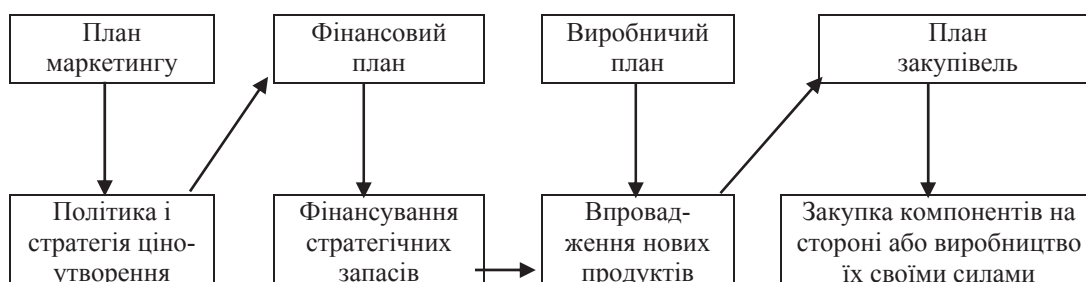 План
маркетингу
Фінансовий
план
Виробничий
план
План
закупівель
Політика і
стратегія ціно-
утворення
Фінансування
стратегічних
запасів
Впровад-
ження нових
продуктів
Закупка компонентів на
стороні або виробництво
їх своїми силами